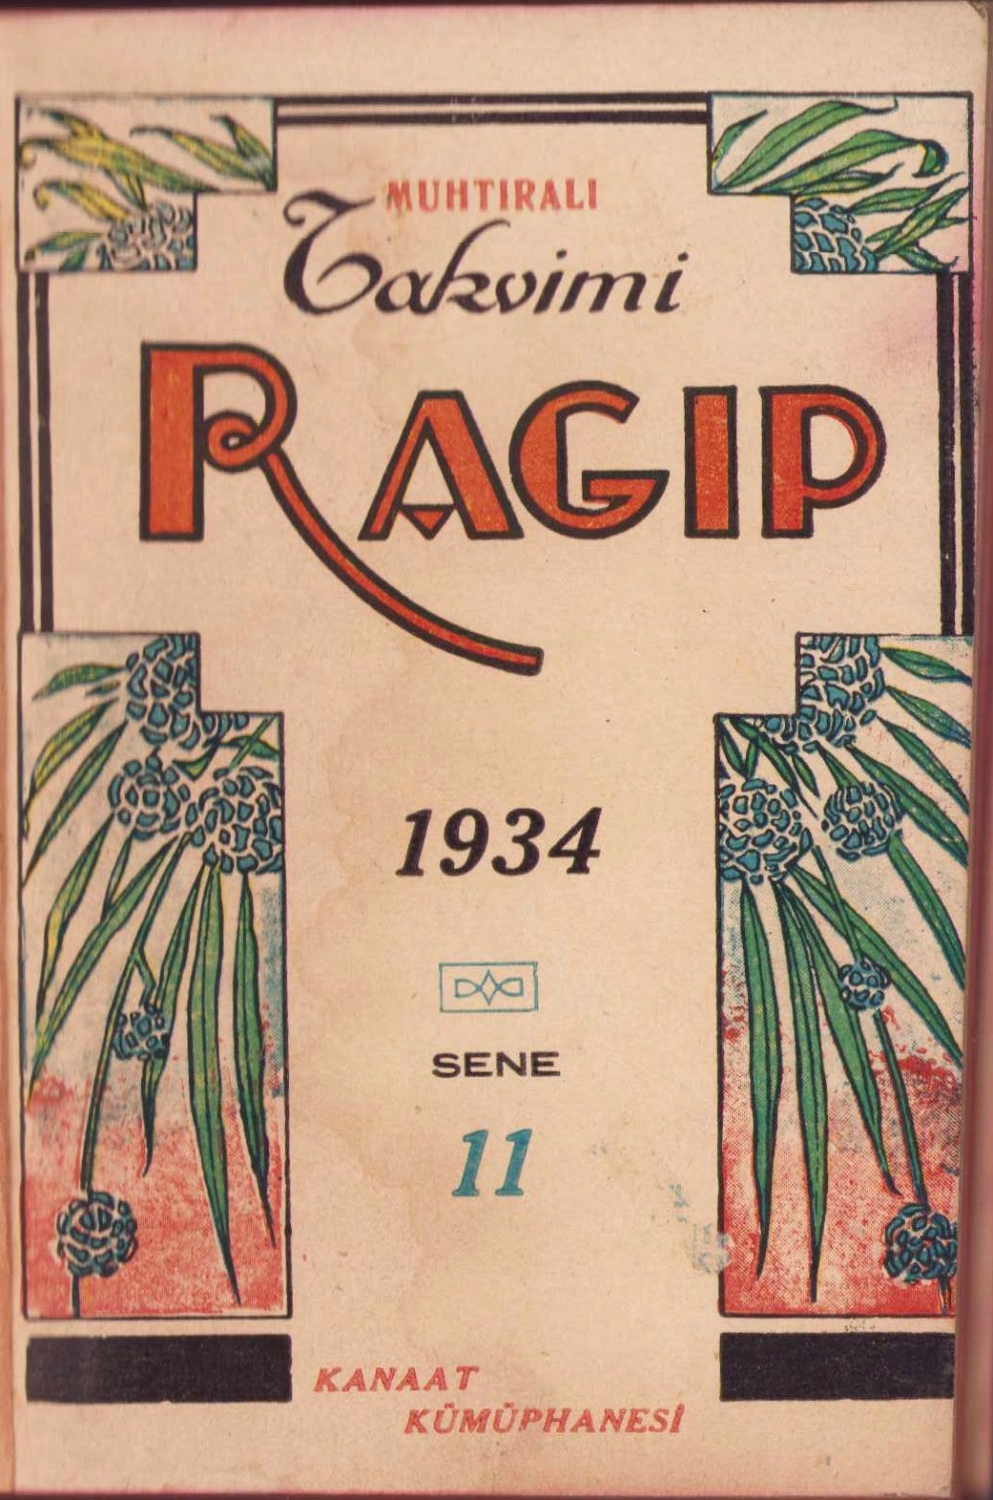 MUHTIRALI
Takvimi
RAGIP
1934
SENE
11
KANAAT
KÜMÜPHANESİ